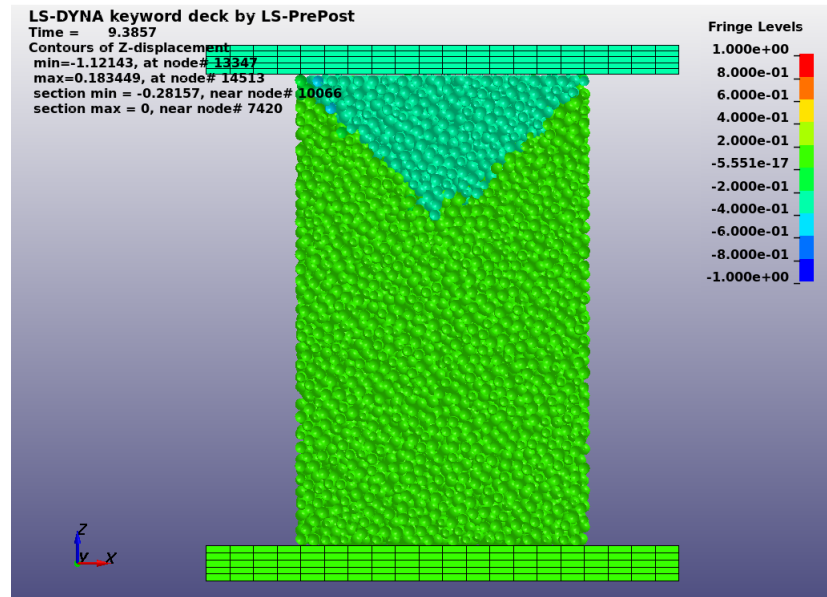 LS-DYNA keyword deck by LS-PrePost
Time = 9.3857
Contours of Z-displacement
min=-1.12143, at node# 13347
max=0.183449, at node# 14513
section min = -0.28157, near node# 10066
section max = 0, near node# 7420
Fringe Levels
1.000e+00
8.000e-01
6.000e-01
4.000e-01
2.000e-01
-5.551e-17
-2.000e-01
-4.000e-01
-6.000e-01
-8.000e-01
-1.000e+00
Z
Y X